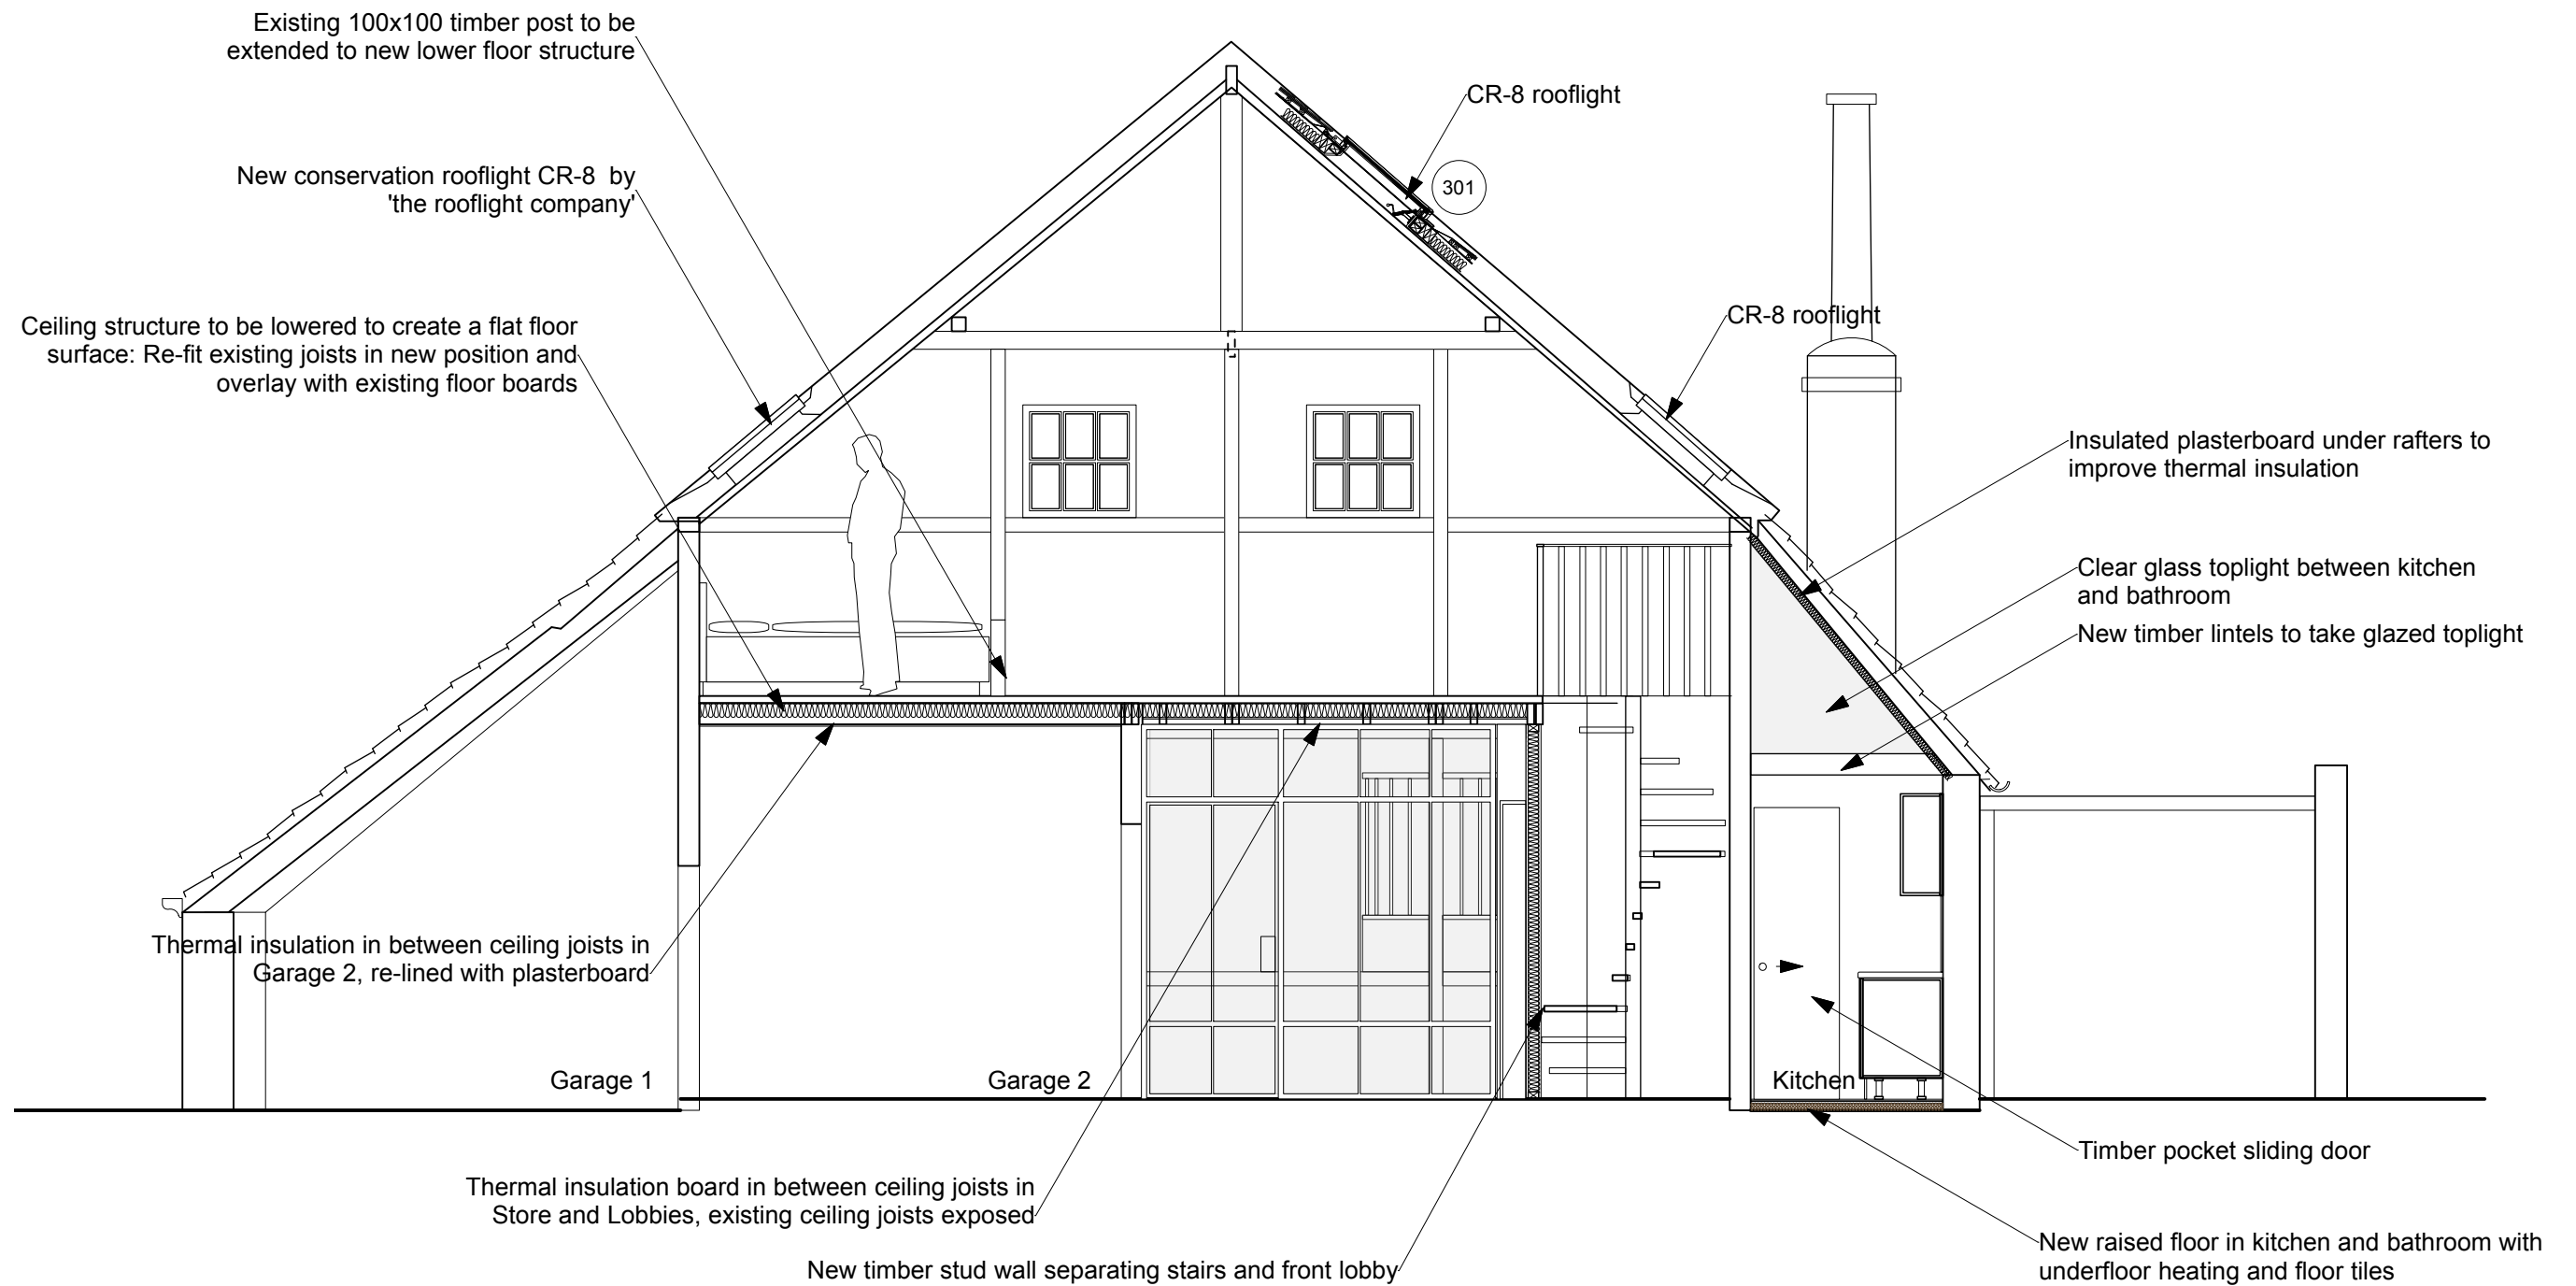 Existing 100x100 timber post to be
extended to new lower floor structure
CR-8 rooflight
New conservation rooflight CR-8 by
'the rooflight company'
301
Ceiling structure to be lowered to create a flat floor
surface: Re-fit existing joists in new position and
overlay with existing floor boards
CR-8 rooflight
Insulated plasterboard under rafters to
improve thermal insulation
Clear glass toplight between kitchen
and bathroom
New timber lintels to take glazed toplight
Thermal insulation in between ceiling joists in
Garage 2, re-lined with plasterboard
Garage 1
Garage 2
Kitchen
Timber pocket sliding door
Thermal insulation board in between ceiling joists in
Store and Lobbies, existing ceiling joists exposed
New timber stud wall separating stairs and front lobby
New raised floor in kitchen and bathroom with
underfloor heating and floor tiles